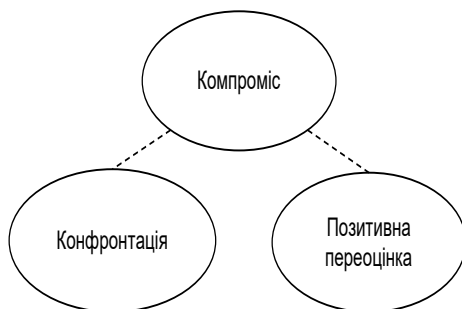 Компроміс
Конфронтація
Позитивна
переоцінка